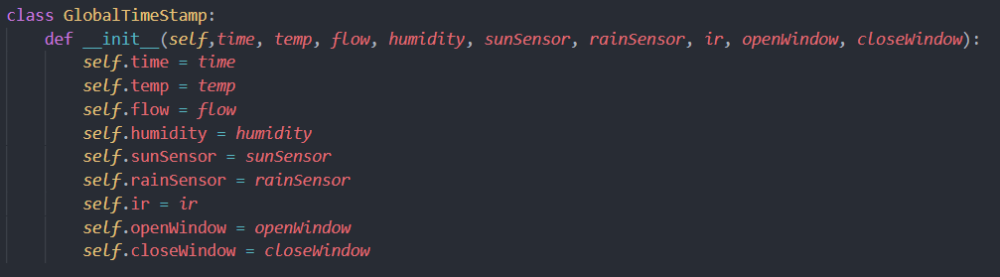 class GlobalTimeStamp:
    def __init__(self,time, temp, flow, humidity, sunSensor, rainSensor, ir, openWindow, closeWindow):
        self.time = time
        self.temp = temp
        self.flow = flow
        self.humidity = humidity
        self.sunSensor = sunSensor
        self.rainSensor = rainSensor
        self.ir = ir
        self.openWindow = openWindow
        self.closeWindow = closeWindow